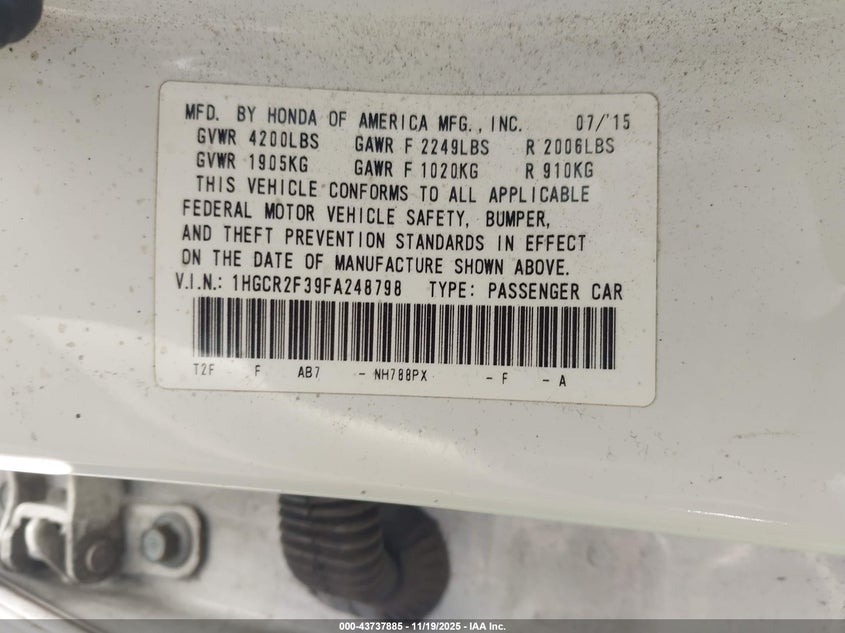 MFD. BY HONDA OF AMERICA MFG., INC. 07/'15
GVWR 4200LBS GAWR F 2249LBS R 2006LBS
GVWR 1905KG GAWR F 1020KG R 910KG
THIS VEHICLE CONFORMS TO ALL APPLICABLE
FEDERAL MOTOR VEHICLE SAFETY, BUMPER,
AND THEFT PREVENTION STANDARDS IN EFFECT
ON THE DATE OF MANUFACTURE SHOWN ABOVE.
V.I.N.: 1HGCR2F39FA248798 TYPE: PASSENGER CAR
T2F - F AB7 - NH788PX - F - A
000-43737885 — 11/19/2025 — IAA Inc.